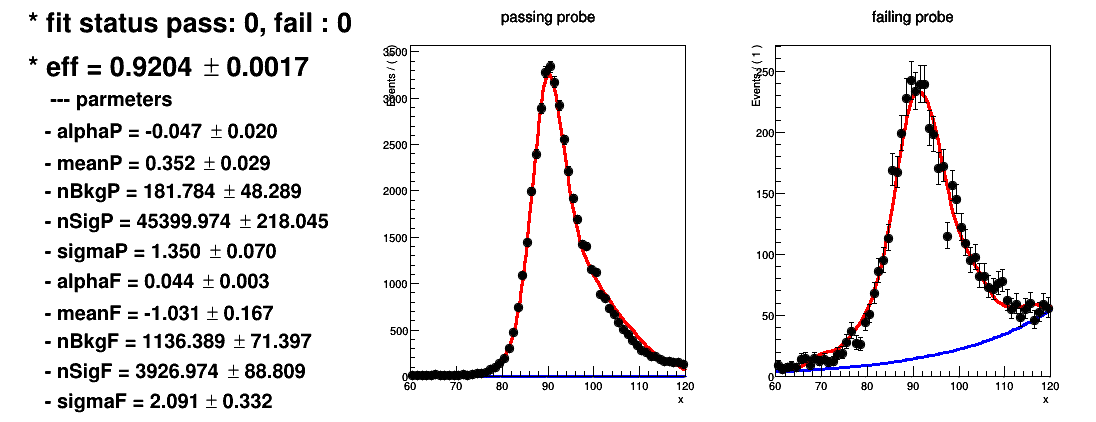 * fit status pass: 0, fail : 0
* eff = 0.9204 ± 0.0017
--- parmeters
- alphaP = -0.047 ± 0.020
- meanP = 0.352 ± 0.029
- nBkgP = 181.784 ± 48.289
- nSigP = 45399.974 ± 218.045
- sigmaP = 1.350 ± 0.070
- alphaF = 0.044 ± 0.003
- meanF = -1.031 ± 0.167
- nBkgF = 1136.389 ± 71.397
- nSigF = 3926.974 ± 88.809
- sigmaF = 2.091 ± 0.332
passing probe
3500
3000
2500
2000
1500
1000
500
0
60 70 80 90 100 110 120
x
failing probe
Events / ( 1 )
250
200
150
100
50
0
60 70 80 90 100 110 120
x